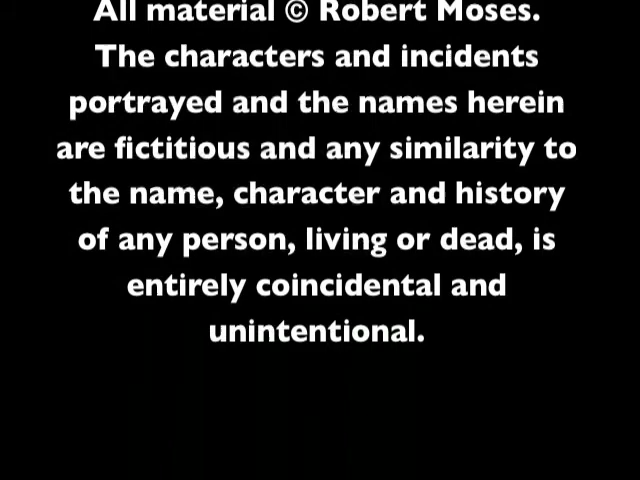 All material © Robert Moses.
The characters and incidents
portrayed and the names herein
are fictitious and any similarity to
the name, character and history
of any person, living or dead, is
entirely coincidental and
unintentional.